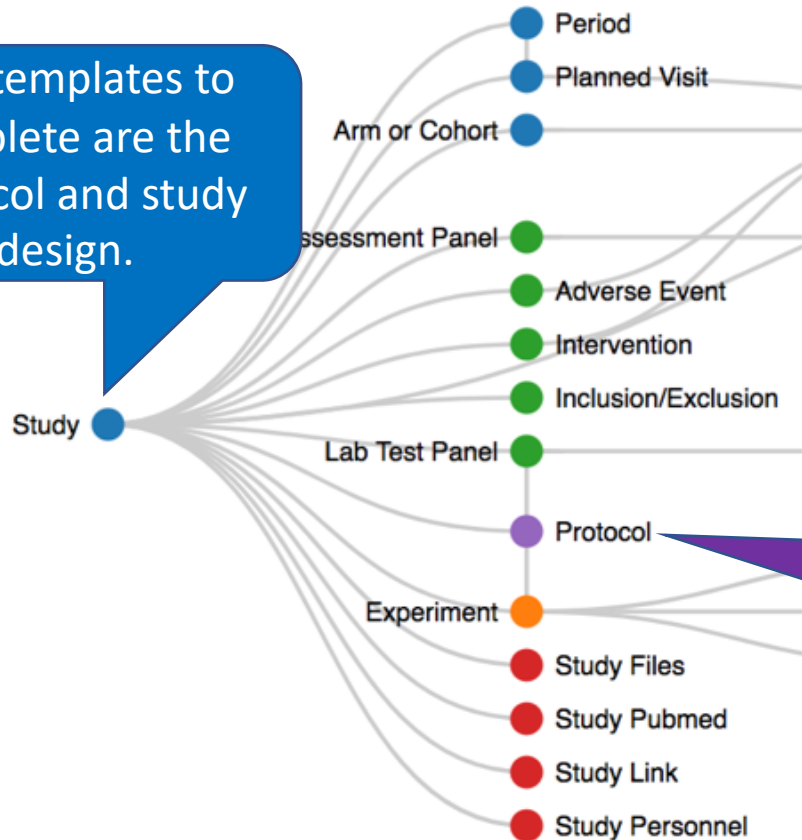 templates to
plete are the
col and study
design.
Period
Planned Visit
Arm or Cohort
ssessment Panel
Adverse Event
Intervention
Inclusion/Exclusion
Study
Lab Test Panel
Protocol
Experiment
Study Files
Study Pubmed
Study Link
Study Personnel